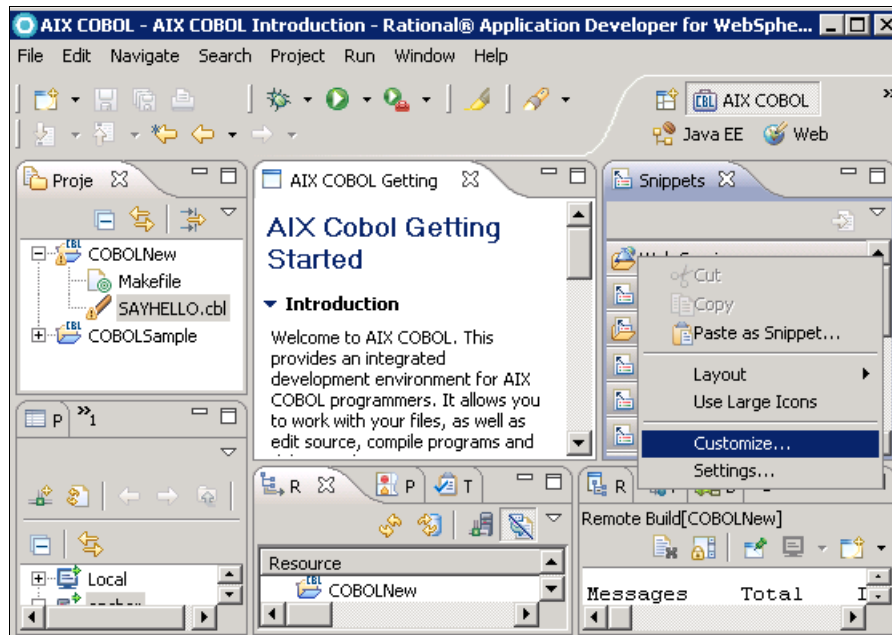 AIX COBOL - AIX COBOL Introduction - Rational® Application Developer for WebSphe...
File Edit Navigate Search Project Run Window Help
CBL AIX COBOL
»
Java EE Web
Proje
AIX COBOL Getting
Snippets
CBL COBOLNew
Makefile
SAYHELLO.cbl
CBL COBOLSample
AIX Cobol Getting
Started
Introduction
Welcome to AIX COBOL. This
provides an integrated
development environment for AIX
COBOL programmers. It allows you
to work with your files, as well as
edit source, compile programs and
Cut
Copy
Paste as Snippet...
Layout
Use Large Icons
Customize...
Settings...
P »1
Local
R P T
Resource
CBL COBOLNew
R
Remote Build[COBOLNew]
Messages Total